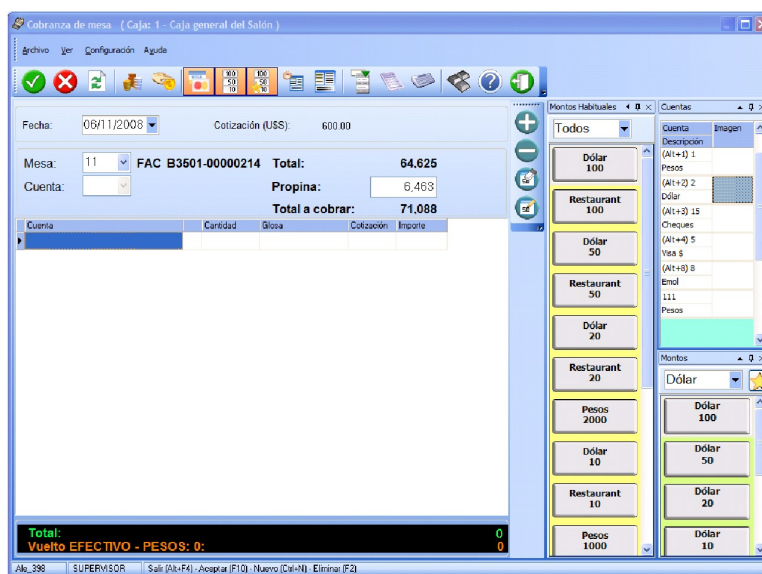 Cobranza de mesa ( Caja: 1 - Caja general del Salón )
Archivo Ver Configuración Ayuda
Fecha: 06/11/2008 Cotización (U$S): 600.00
Mesa: 11 FAC B3501-00000214 Total: 64.625
Cuenta: Propina: 6,463
Total a cobrar: 71,088
Cuenta Cantidad Glosa Cotización Importe
Total: 0
Vuelto EFECTIVO - PESOS: 0: 0
Montos Habituales
Todos
Dólar
100
Restaurant
100
Dólar
50
Restaurant
50
Dólar
20
Restaurant
20
Pesos
2000
Dólar
10
Restaurant
10
Pesos
1000
Cuentas
Cuenta Imagen
Descripción
(Alt+1) 1
Pesos
(Alt+2) 2
Dólar
(Alt+3) 15
Cheques
(Alt+4) 5
Visa $
(Alt+8) 8
Emol
111
Pesos
Montos
Dólar
Dólar
100
Dólar
50
Dólar
20
Dólar
10
Ale_398 SUPERVISOR Salir (Alt+F4) - Aceptar (F10) - Nuevo (Ctrl+N) - Eliminar (F2)